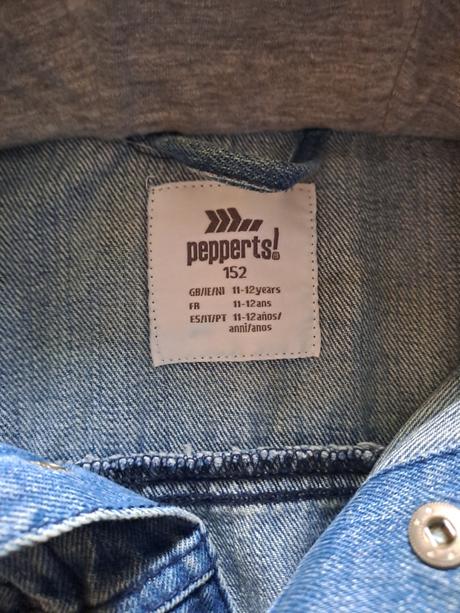 pepperts!
152
GB/IE/NI 11-12years
FR 11-12ans
ES/IT/PT 11-12años/
anni/anos